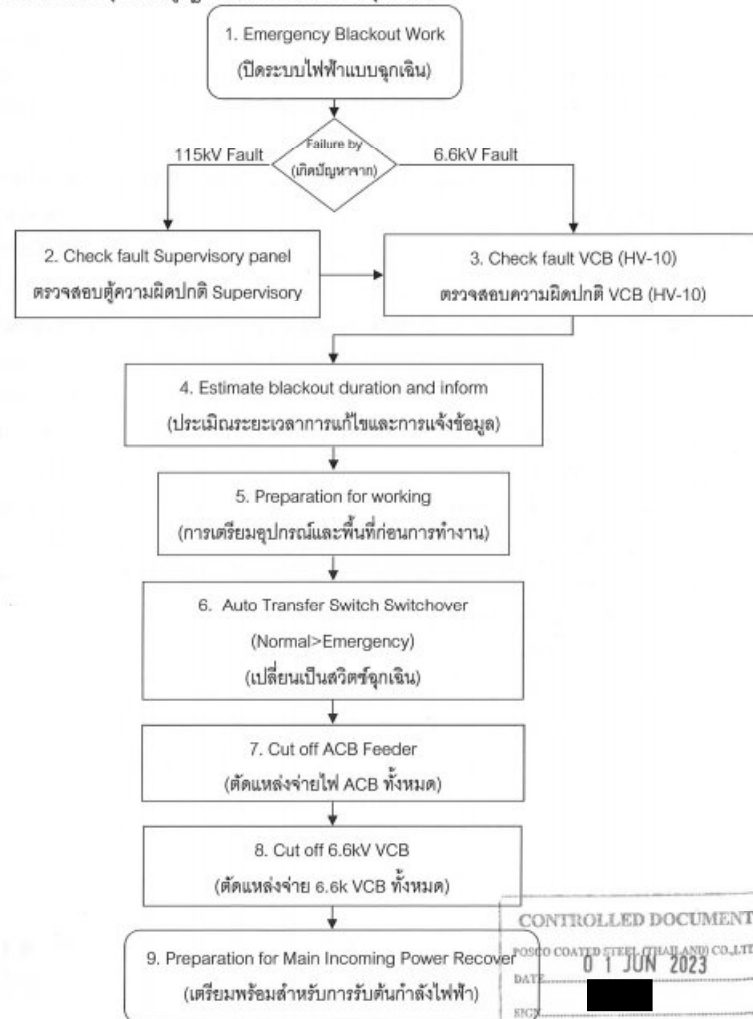 1. Emergency Blackout Work
(ปิดระบบไฟฟ้าแบบฉุกเฉิน)
Failure by
(เกิดปัญหาจาก)
115kV Fault
6.6kV Fault
2. Check fault Supervisory panel
ตรวจสอบตู้ความผิดปกติ Supervisory
3. Check fault VCB (HV-10)
ตรวจสอบความผิดปกติ VCB (HV-10)
4. Estimate blackout duration and inform
(ประเมิณระยะเวลาการแก้ไขและการแจ้งข้อมูล)
5. Preparation for working
(การเตรียมอุปกรณ์และพื้นที่ก่อนการทำงาน)
6. Auto Transfer Switch Switchover
(Normal>Emergency)
(เปลี่ยนเป็นสวิตซ์ฉุกเฉิน)
7. Cut off ACB Feeder
(ตัดแหล่งจ่ายไฟ ACB ทั้งหมด)
8. Cut off 6.6kV VCB
(ตัดแหล่งจ่าย 6.6k VCB ทั้งหมด)
9. Preparation for Main Incoming Power Recover
(เตรียมพร้อมสำหรับการรับต้นกำลังไฟฟ้า)
CONTROLLED DOCUMENT
POSCO COATED STEEL (THAILAND) CO.,LTD
DATE 0 1 JUN 2023
SIGN